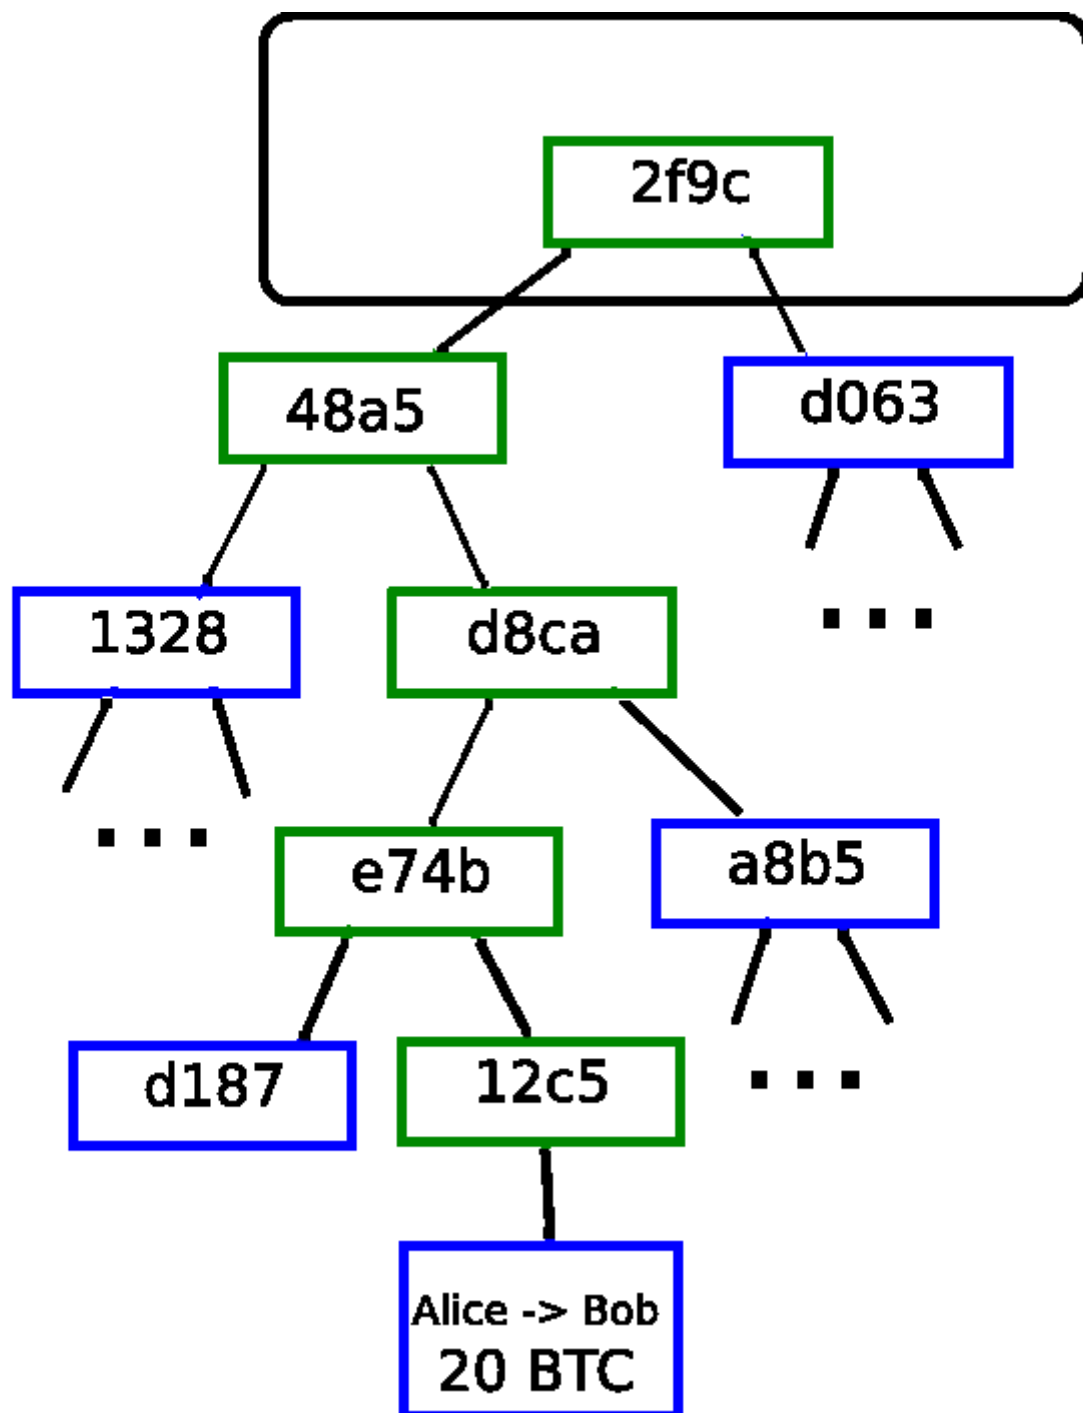 2f9c
48a5
d063
1328
d8ca
...
e74b
a8b5
...
d187
12c5
...
Alice -> Bob
20 BTC